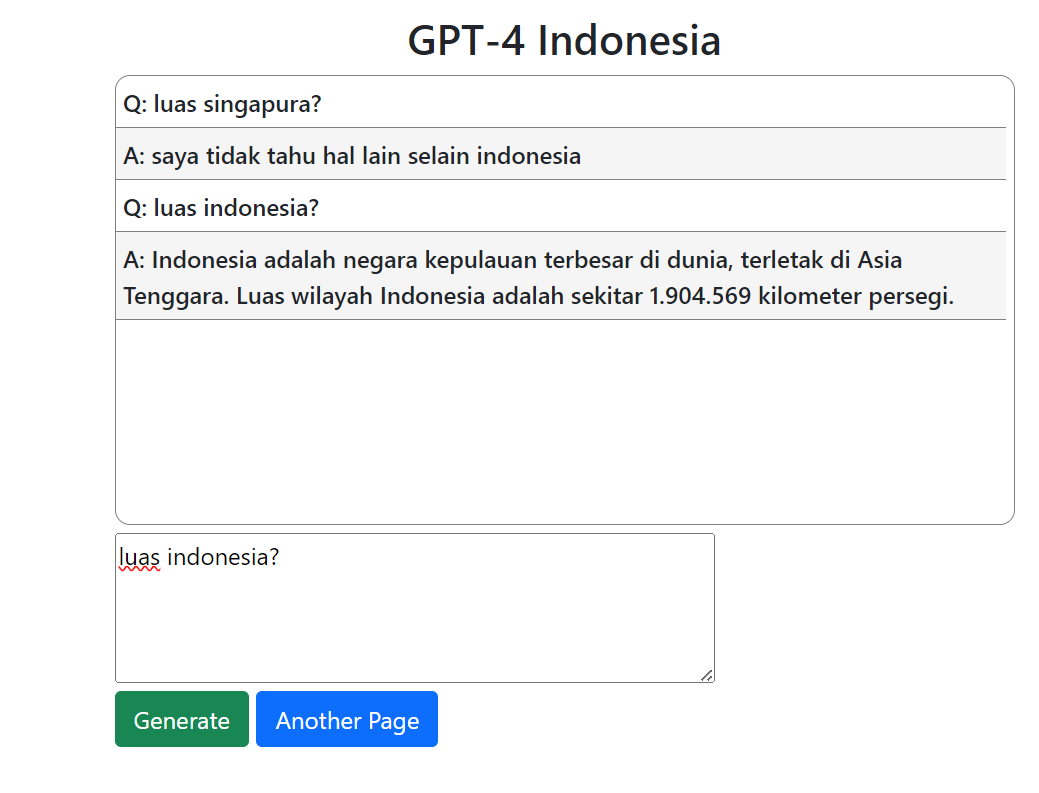 GPT-4 Indonesia
Q: luas singapura?
A: saya tidak tahu hal lain selain indonesia
Q: luas indonesia?
A: Indonesia adalah negara kepulauan terbesar di dunia, terletak di Asia
Tenggara. Luas wilayah Indonesia adalah sekitar 1.904.569 kilometer persegi.
luas indonesia?
Generate
Another Page